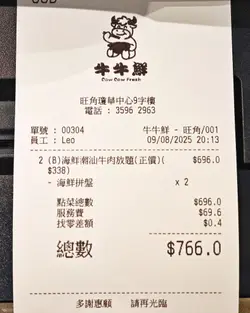 牛牛鮮
Cow Cow Fresh
旺角瓊華中心9字樓
電話 : 3596 2963
單號 : 00304 牛牛鮮 - 旺角/001
員工 : Leo 09/08/2025 20:13
2 (B)海鮮潮汕牛肉放題(正價)( $696.0
$338)
- 海鮮拼盤 x 2
點菜總數 $696.0
服務費 $69.6
找零差額 $0.4
總數 $766.0
多謝惠顧 請再光臨